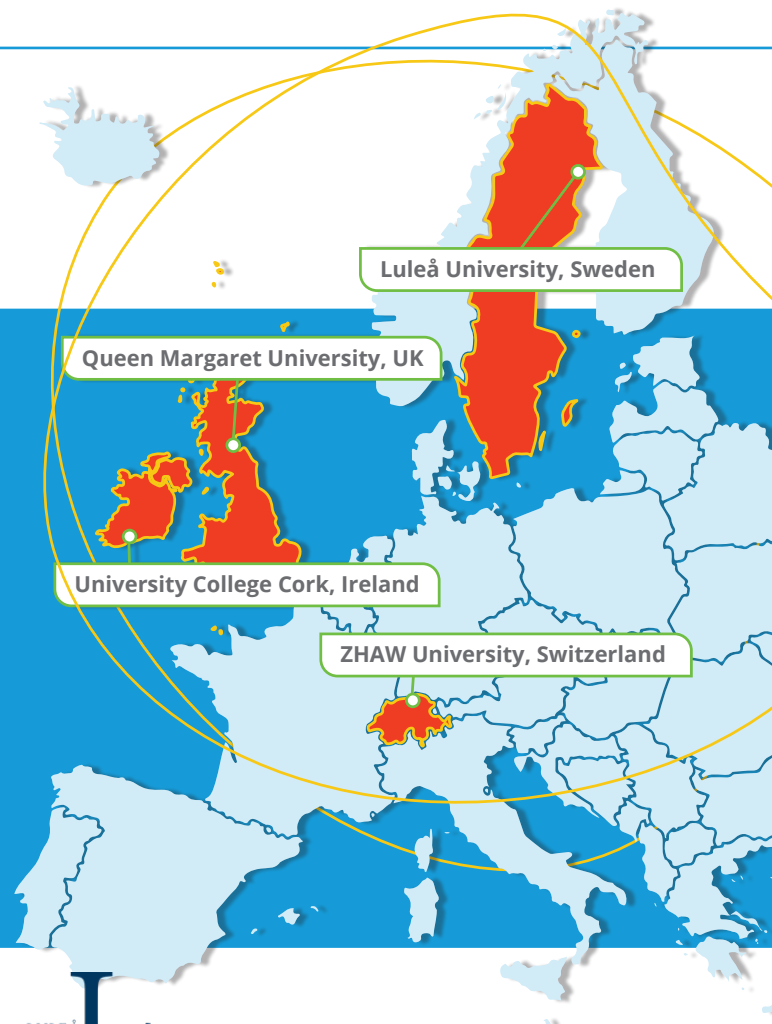 Luleå University, Sweden
Queen Margaret University, UK
University College Cork, Ireland
ZHAW University, Switzerland
I